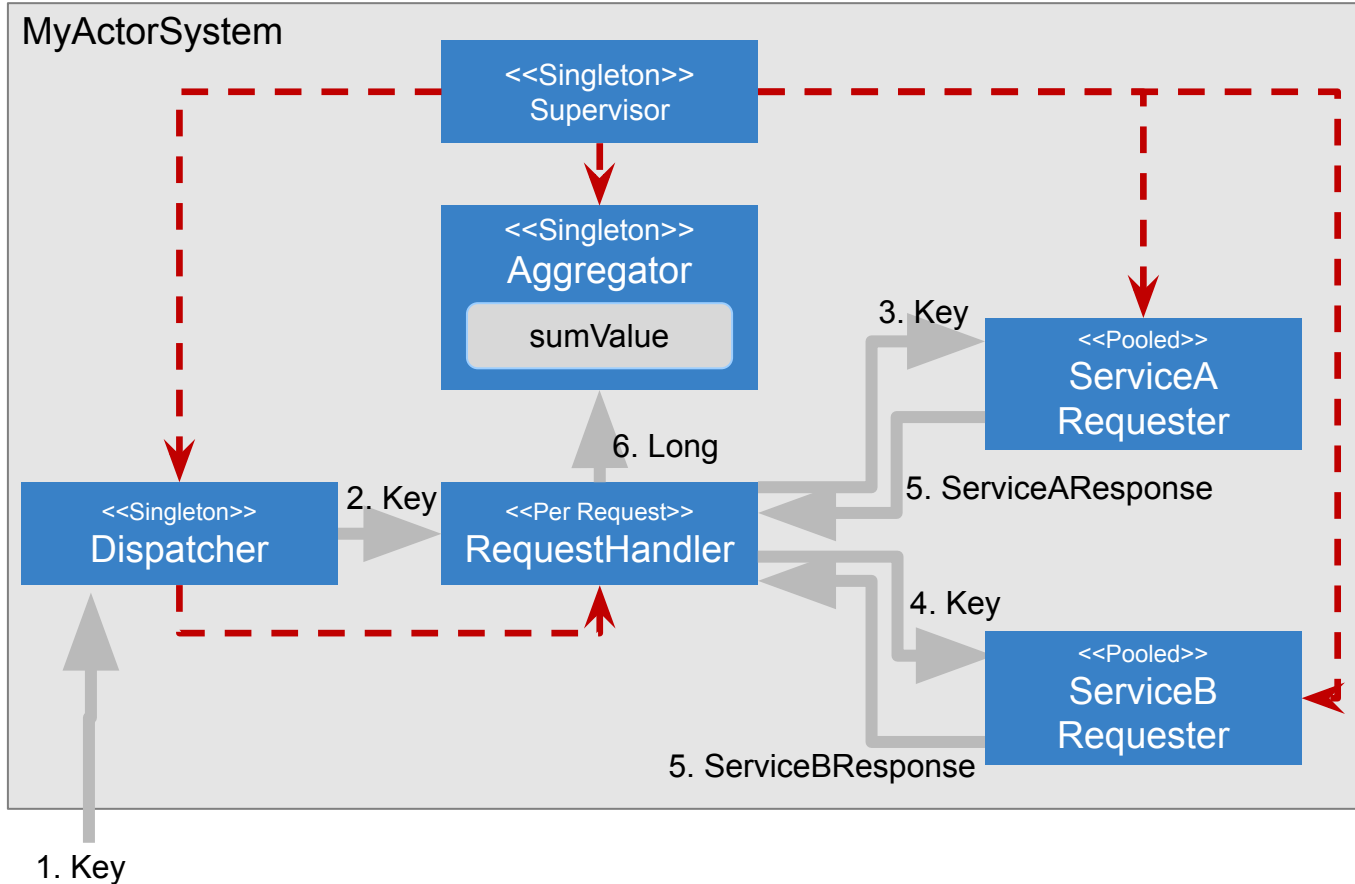 MyActorSystem
<<Singleton>>
Supervisor
<<Singleton>>
Aggregator
sumValue
3. Key
<<Pooled>>
ServiceA
Requester
6. Long
5. ServiceAResponse
<<Singleton>>
Dispatcher
2. Key
<<Per Request>>
RequestHandler
4. Key
<<Pooled>>
ServiceB
Requester
5. ServiceBResponse
1. Key